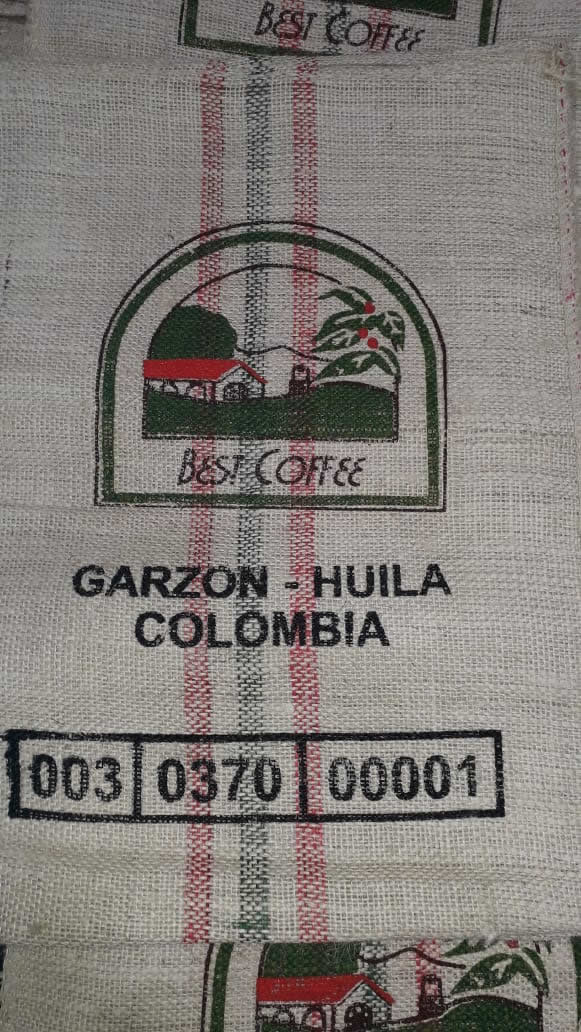 BEST COFFEE
BEST COFFEE
GARZON - HUILA
COLOMBIA
003 0370 00001